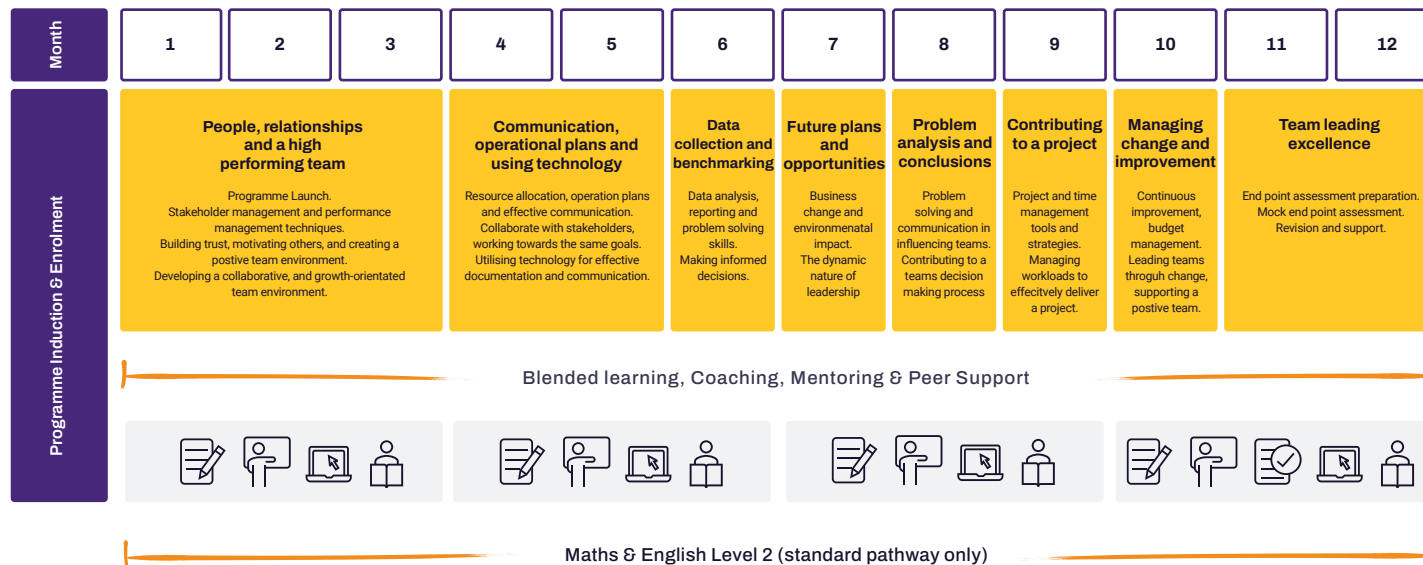 Month
1
2
3
4
5
6
7
8
9
10
11
12
Programme Induction & Enrolment
People, relationships
and a high
performing team
Programme Launch.
Stakeholder management and performance
management techniques.
Building trust, motivating others, and creating a
postive team environment.
Developing a collaborative, and growth-orientated
team environment.
Communication,
operational plans and
using technology
Resource allocation, operation plans
and effective communication.
Collaborate with stakeholders,
working towards the same goals.
Utilising technology for effective
documentation and communication.
Data
collection and
benchmarking
Data analysis,
reporting and
problem solving
skills.
Making informed
decisions.
Future plans
and
opportunities
Business
change and
environmenatal
impact.
The dynamic
nature of
leadership
Problem
analysis and
conclusions
Problem
solving and
communication in
influencing teams.
Contributing to a
teams decision
making process
Contributing
to a project
Project and time
management
tools and
strategies.
Managing
workloads to
effecitvely deliver
a project.
Managing
change and
improvement
Continuous
improvement,
budget
management.
Leading teams
throguh change,
supporting a
postive team.
Team leading
excellence
End point assessment preparation.
Mock end point assessment.
Revision and support.
Blended learning, Coaching, Mentoring & Peer Support
Maths & English Level 2 (standard pathway only)